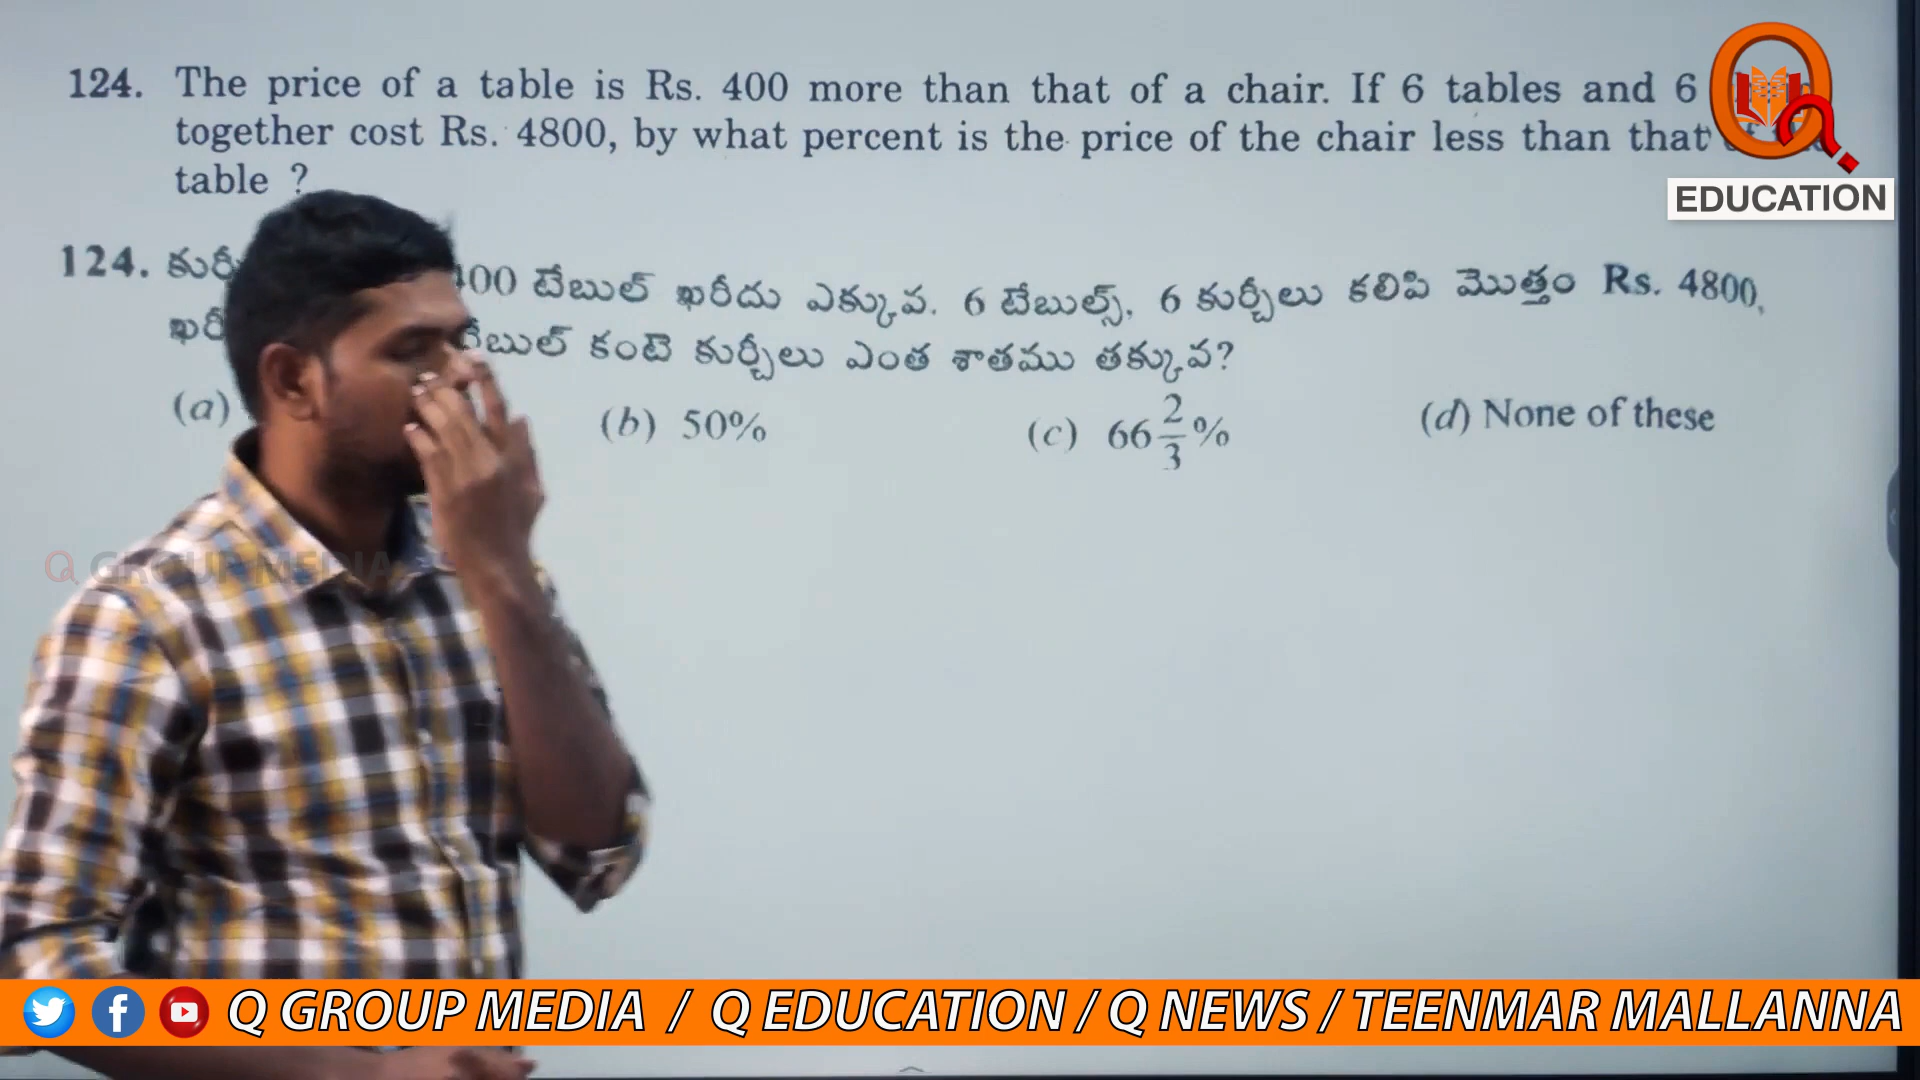 124. The price of a table is Rs. 400 more than that of a chair. If 6 tables and 6
together cost Rs. 4800, by what percent is the price of the chair less than that
table ?
EDUCATION
124. 400 టేబుల్ ఖరీదు ఎక్కువ. 6 టేబుల్స్, 6 కుర్చీలు కలిపి మొత్తం Rs. 4800,
టేబుల్ కంటె కుర్చీలు ఎంత శాతము తక్కువ?
(a) (b) 50% (c) 66 2/3 % (d) None of these
Q GROUP MEDIA
Q GROUP MEDIA / Q EDUCATION / Q NEWS / TEENMAR MALLANNA